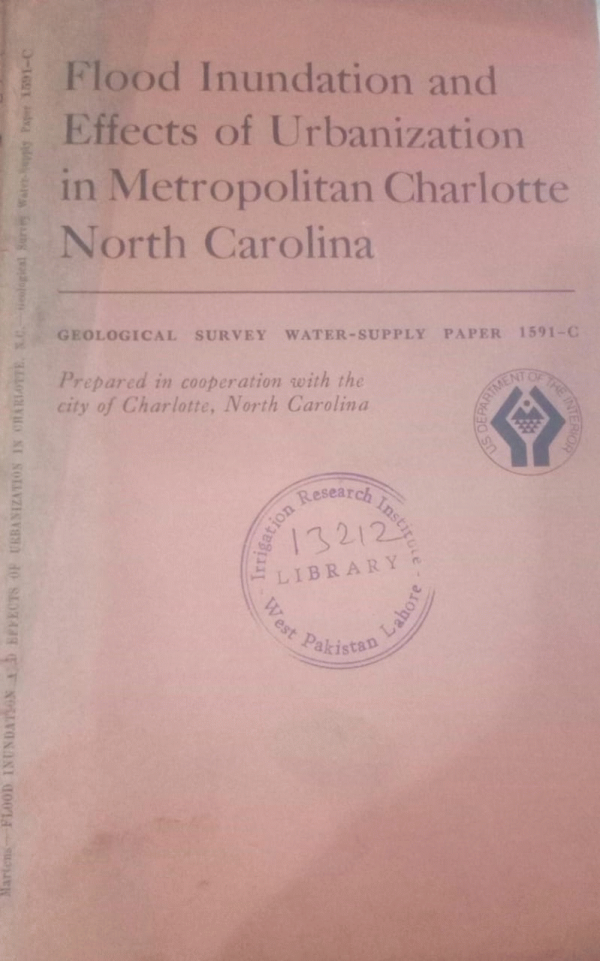 Flood Inundation and
Effects of Urbanization
in Metropolitan Charlotte
North Carolina
GEOLOGICAL SURVEY WATER-SUPPLY PAPER 1591-C
Prepared in cooperation with the
city of Charlotte, North Carolina
U.S. DEPARTMENT OF THE INTERIOR
Irrigation Research Institute
13212
LIBRARY
West Pakistan Lahore
Martens—FLOOD INUNDATION AND EFFECTS OF URBANIZATION IN CHARLOTTE, N.C.—Geological Survey Water-Supply Paper 1591-C